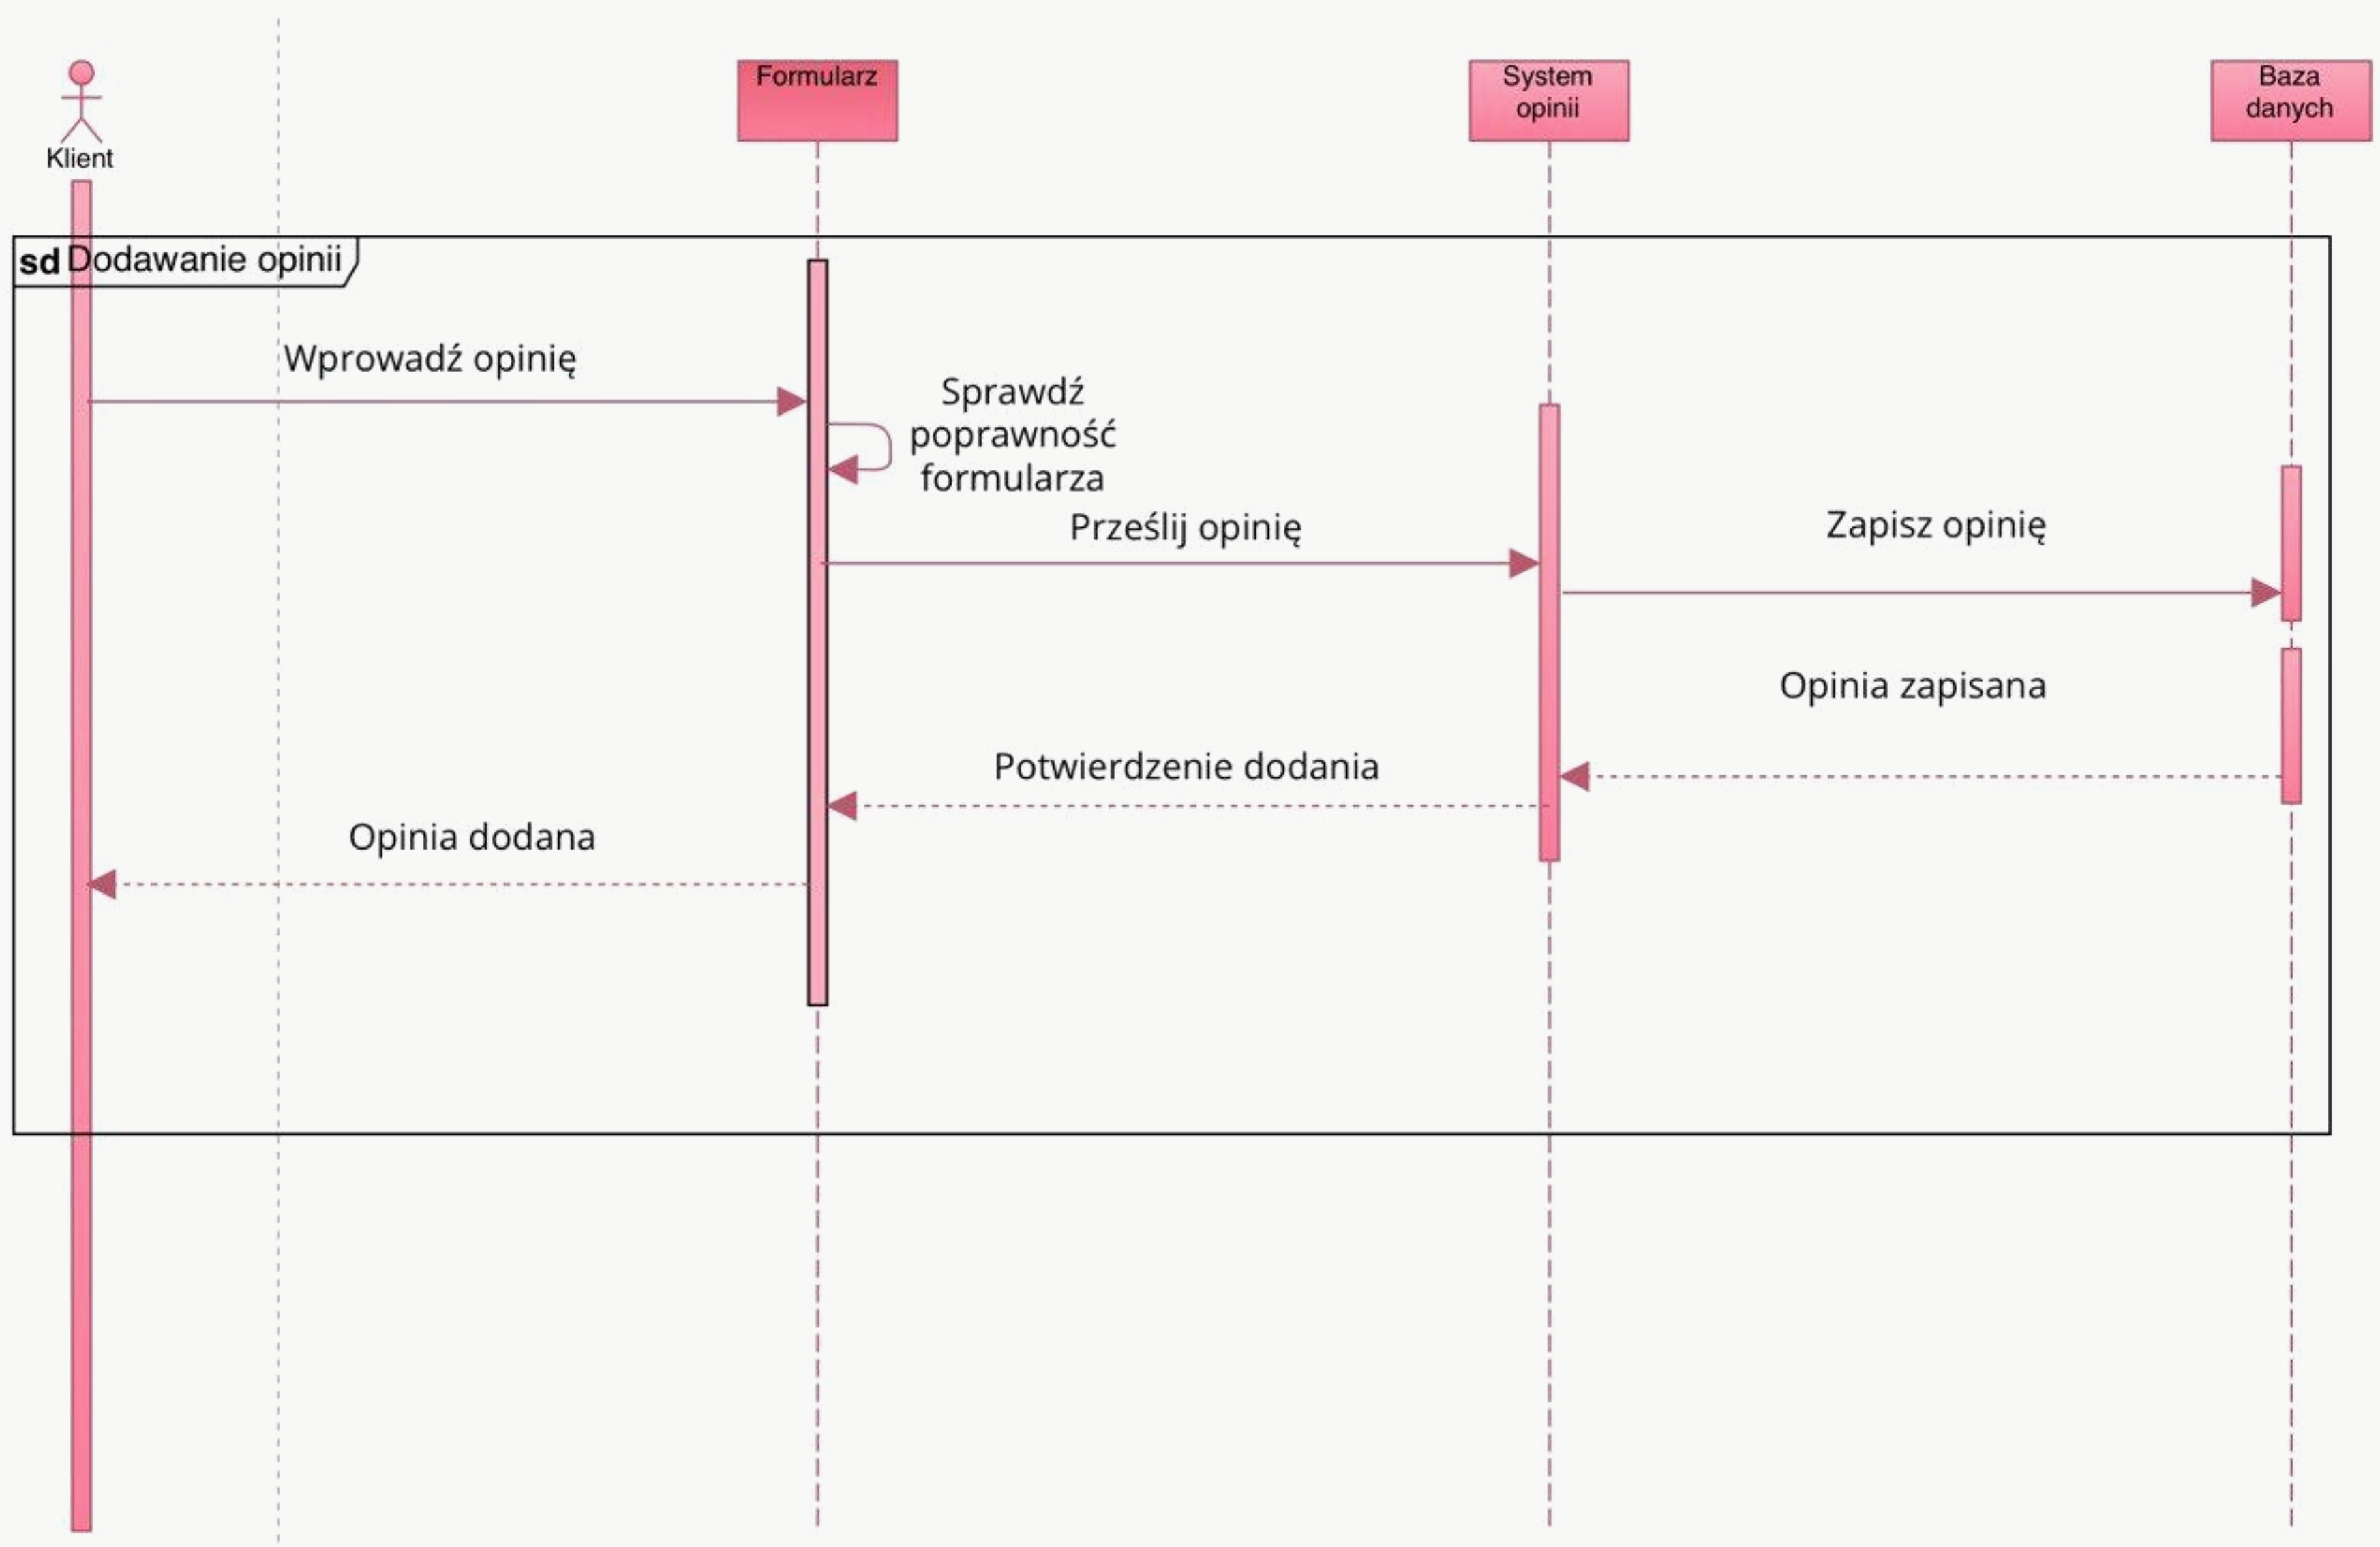 Klient
Formularz
System
opinii
Baza
danych
sd Dodawanie opinii
Wprowadź opinię
Sprawdź
poprawność
formularza
Prześlij opinię
Zapisz opinię
Opinia zapisana
Potwierdzenie dodania
Opinia dodana